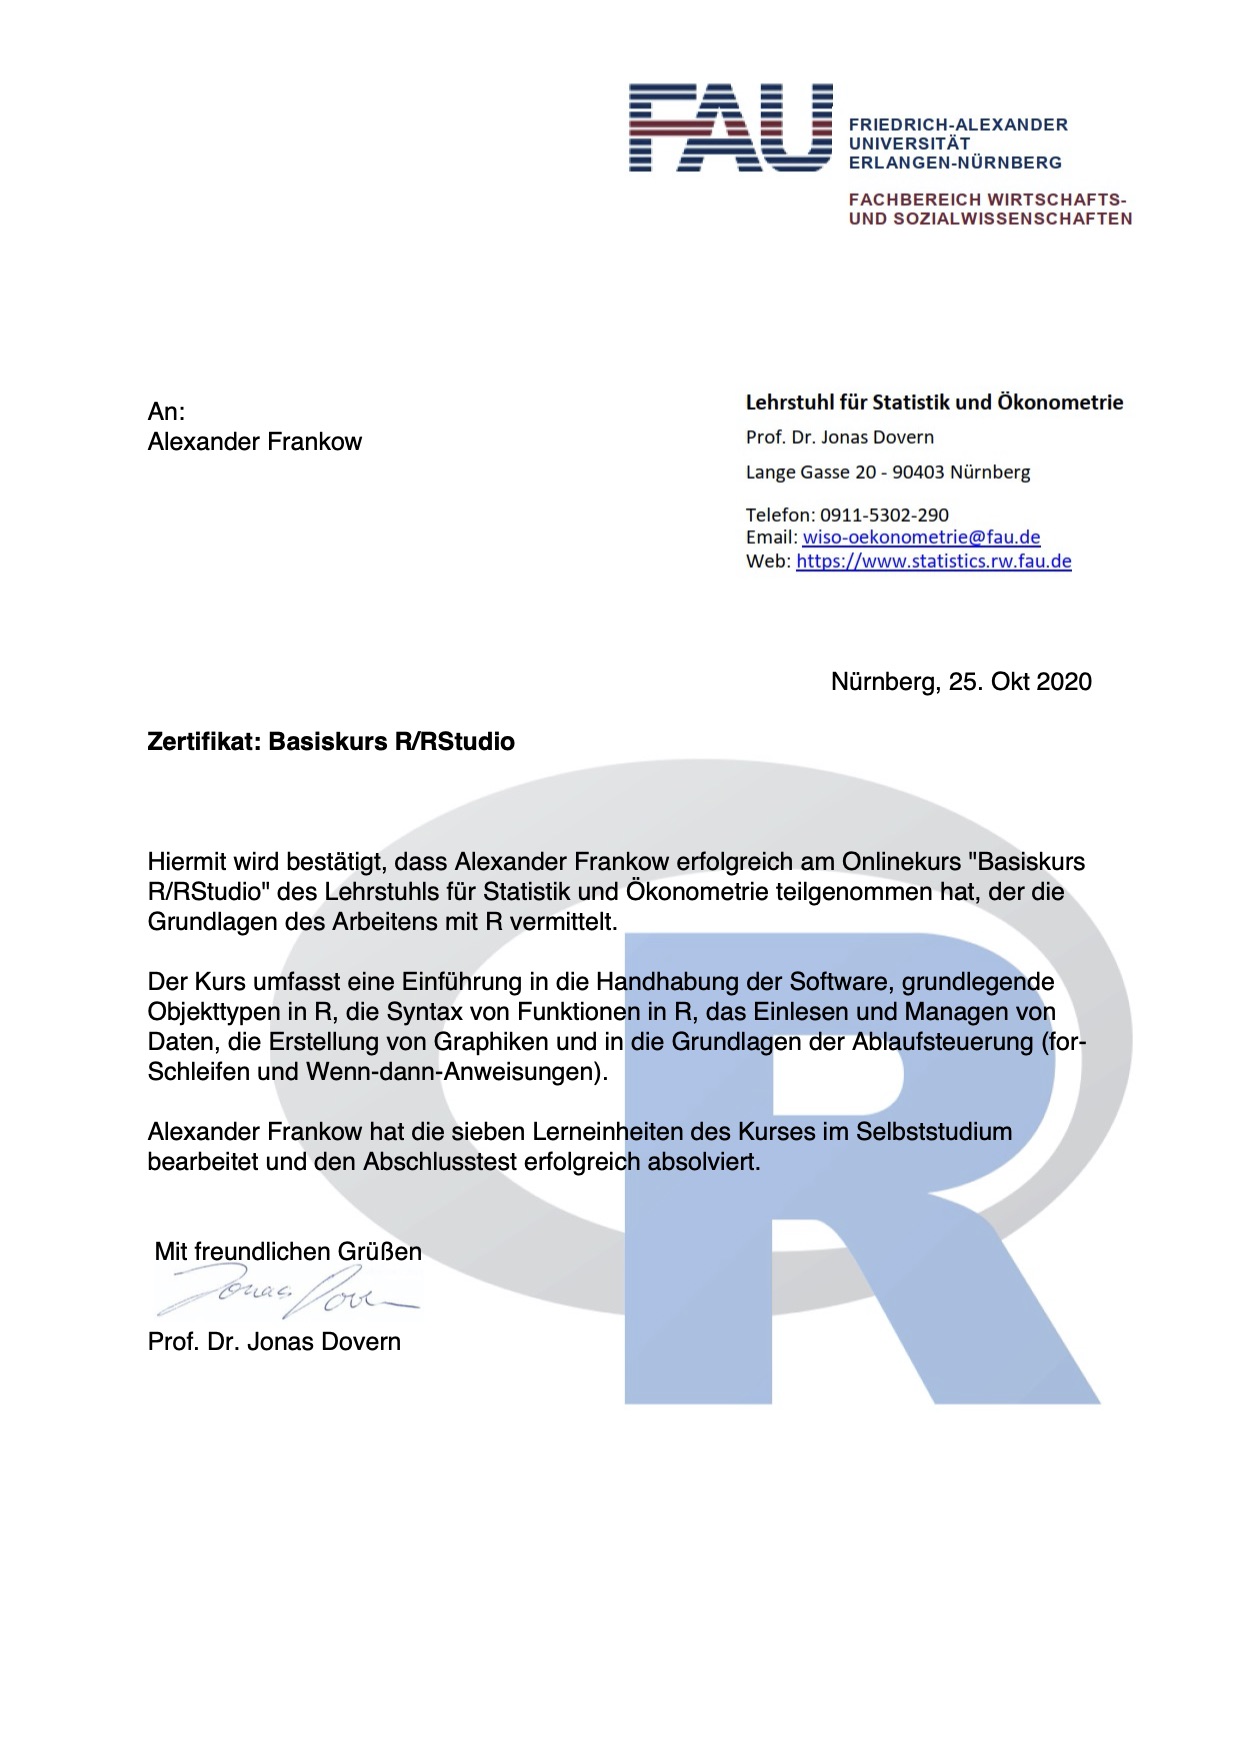 FAU
FRIEDRICH-ALEXANDER
UNIVERSITÄT
ERLANGEN-NÜRNBERG
FACHBEREICH WIRTSCHAFTS-
UND SOZIALWISSENSCHAFTEN
An:
Alexander Frankow
Lehrstuhl für Statistik und Ökonometrie
Prof. Dr. Jonas Dovern
Lange Gasse 20 - 90403 Nürnberg
Telefon: 0911-5302-290
Email: wiso-oekonometrie@fau.de
Web: https://www.statistics.rw.fau.de
Nürnberg, 25. Okt 2020
Zertifikat: Basiskurs R/RStudio
Hiermit wird bestätigt, dass Alexander Frankow erfolgreich am Onlinekurs "Basiskurs
R/RStudio" des Lehrstuhls für Statistik und Ökonometrie teilgenommen hat, der die
Grundlagen des Arbeitens mit R vermittelt.
Der Kurs umfasst eine Einführung in die Handhabung der Software, grundlegende
Objekttypen in R, die Syntax von Funktionen in R, das Einlesen und Managen von
Daten, die Erstellung von Graphiken und in die Grundlagen der Ablaufsteuerung (for-
Schleifen und Wenn-dann-Anweisungen).
Alexander Frankow hat die sieben Lerneinheiten des Kurses im Selbststudium
bearbeitet und den Abschlusstest erfolgreich absolviert.
Mit freundlichen Grüßen
Jonas Dovern
Prof. Dr. Jonas Dovern
R